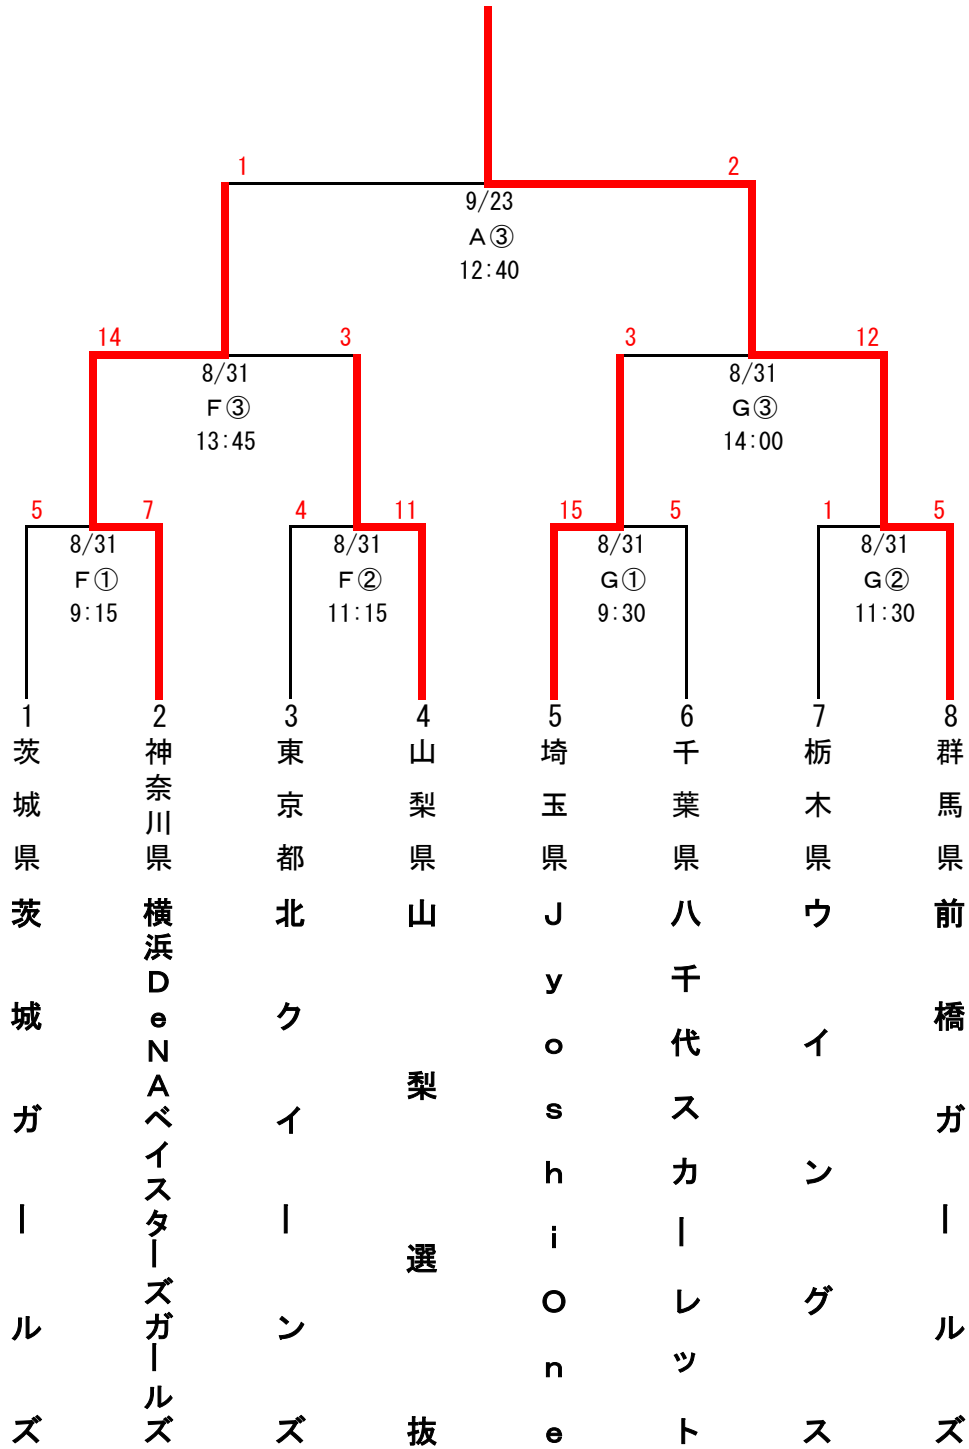 1 2
9/23
A③
12:40
14 3 3 12
8/31 8/31
F③ G③
13:45 14:00
5 7 4 11 15 5 1 5
8/31 8/31 8/31 8/31
F① F② G① G②
9:15 11:15 9:30 11:30
1 2 3 4 5 6 7 8
茨城県
神奈川県
東京都
山梨県
埼玉県
千葉県
栃木県
群馬県
茨城ガールズ
横浜DeNAベイスターズガールズ
北クイーンズ
山梨選抜
JyoshiOne
八千代スカーレット
ウイングス
前橋ガールズ